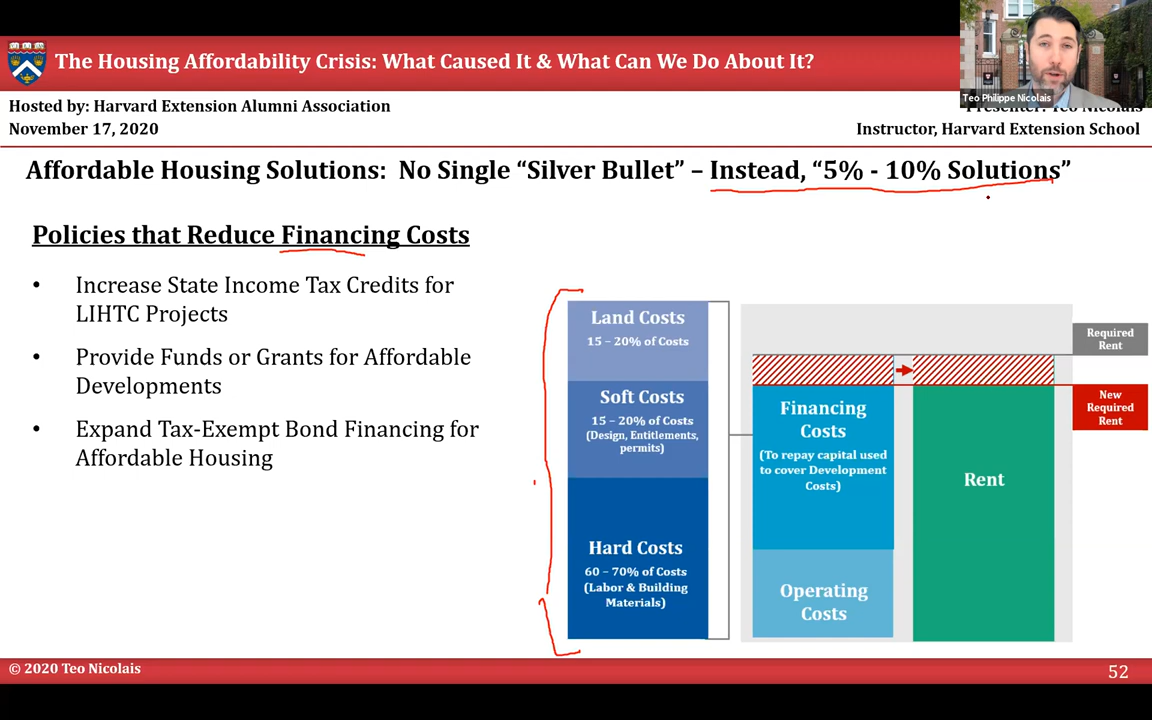 The Housing Affordability Crisis: What Caused It & What Can We Do About It?
Teo Philippe Nicolais
Hosted by: Harvard Extension Alumni Association
November 17, 2020
Presenter: Teo Nicolais
Instructor, Harvard Extension School
Affordable Housing Solutions: No Single “Silver Bullet” – Instead, “5% - 10% Solutions”
Policies that Reduce Financing Costs
• Increase State Income Tax Credits for
LIHTC Projects
• Provide Funds or Grants for Affordable
Developments
• Expand Tax-Exempt Bond Financing for
Affordable Housing
Land Costs
15 – 20% of Costs
Soft Costs
15 – 20% of Costs
(Design, Entitlements,
permits)
Hard Costs
60 – 70% of Costs
(Labor & Building
Materials)
Financing
Costs
(To repay capital used
to cover Development
Costs)
Operating
Costs
Rent
Required
Rent
New
Required
Rent
© 2020 Teo Nicolais
52